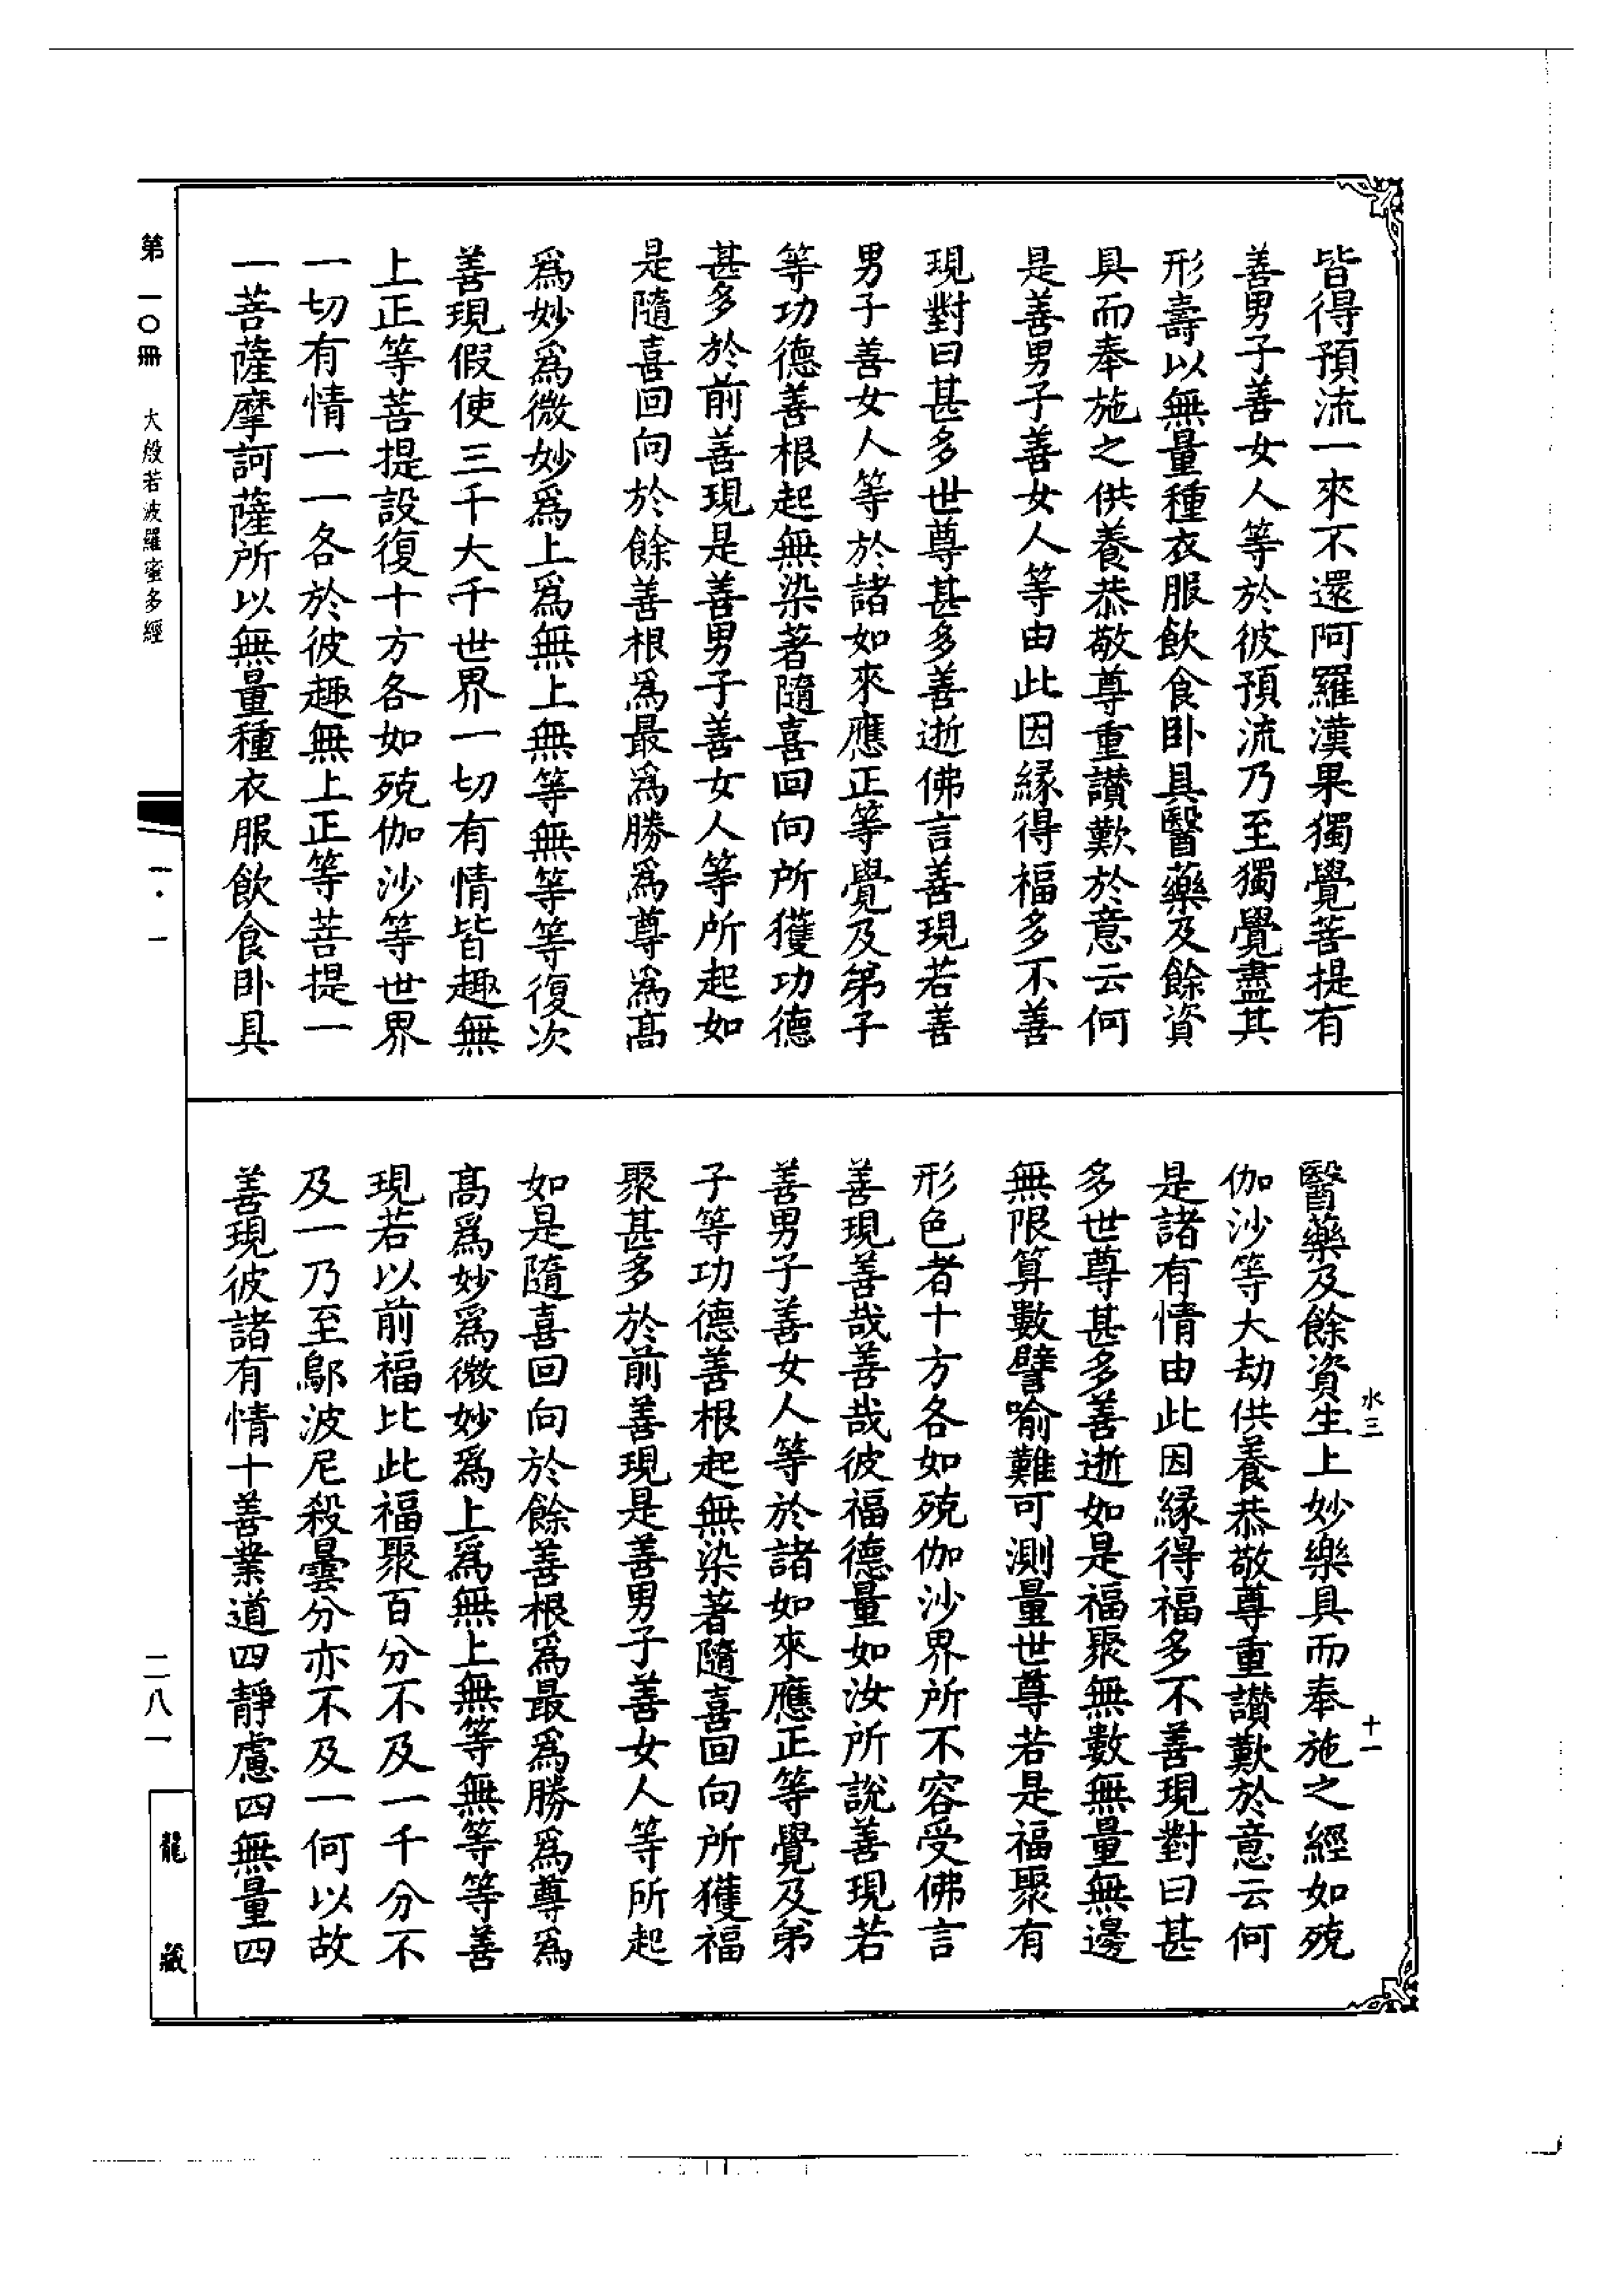 皆得預流一來不還阿羅漢果獨覺菩提有
善男子善女人等於彼預流乃至獨覺盡其
形壽以無量種衣服飲食臥具醫藥及餘資
具而奉施之供養恭敬尊重讃歎於意云何
是善男子善女人等由此因緣得福多不善
現對曰甚多世尊甚多善逝佛言善現若善
男子善女人等於諸如來應正等覺及弟子
等功德善根起無染著隨喜回向所獲功德
甚多於前善現是善男子善女人等所起如
是隨喜回向於餘善根爲最爲勝爲尊爲高
爲妙爲微妙爲上爲無上無等無等等復次
善現假使三千大千世界一切有情皆趣無
上正等菩提設復十方各如殑伽沙等世界
一切有情一一各於彼趣無上正等菩提一
一菩薩摩訶薩所以無量種衣服飲食臥具
醫藥及餘資生上妙樂具而奉施之經如殑
伽沙等大劫供養恭敬尊重讃歎於意云何
是諸有情由此因緣得福多不善現對曰甚
多世尊甚多善逝如是福聚無數無量無邊
無限算數譬喻難可測量世尊若是福聚有
形色者十方各如殑伽沙界所不容受佛言
善現善哉善哉彼福德量如汝所說善現若
善男子善女人等於諸如來應正等覺及弟
子等功德善根起無染著隨喜回向所獲福
聚甚多於前善現是善男子善女人等所起
如是隨喜回向於餘善根爲最爲勝爲尊爲
高爲妙爲微妙爲上爲無上無等無等等善
現若以前福比此福聚百分不及一千分不
及一乃至鄔波尼殺曇分亦不及一何以故
善現彼諸有情十善業道四靜慮四無量四
水三
十一
第一〇冊
大般若波羅蜜多經
一·一
二八一
龍藏